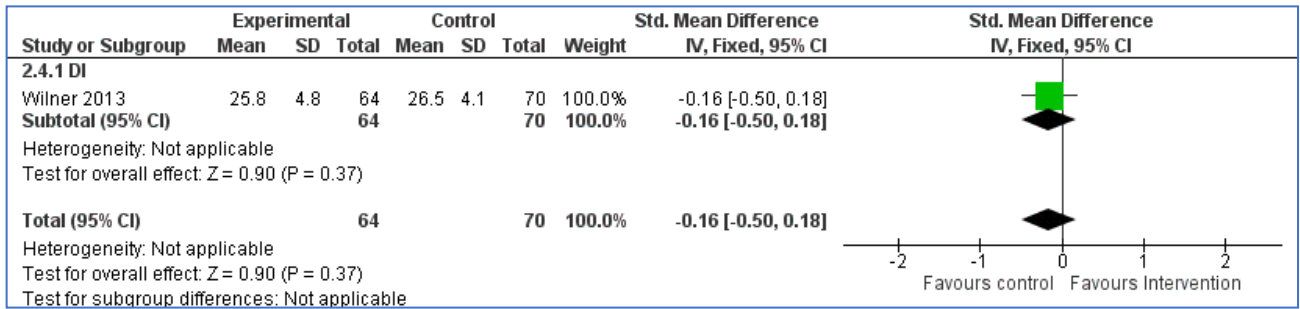 Experimental Control Std. Mean Difference Std. Mean Difference
Study or Subgroup Mean SD Total Mean SD Total Weight IV, Fixed, 95% CI IV, Fixed, 95% CI
2.4.1 DI
Wilner 2013 25.8 4.8 64 26.5 4.1 70 100.0% -0.16 [-0.50, 0.18]
Subtotal (95% CI) 64 70 100.0% -0.16 [-0.50, 0.18]
Heterogeneity: Not applicable
Test for overall effect: Z = 0.90 (P = 0.37)
Total (95% CI) 64 70 100.0% -0.16 [-0.50, 0.18]
Heterogeneity: Not applicable
Test for overall effect: Z = 0.90 (P = 0.37)
Test for subgroup differences: Not applicable
-2 -1 0 1 2
Favours control Favours Intervention